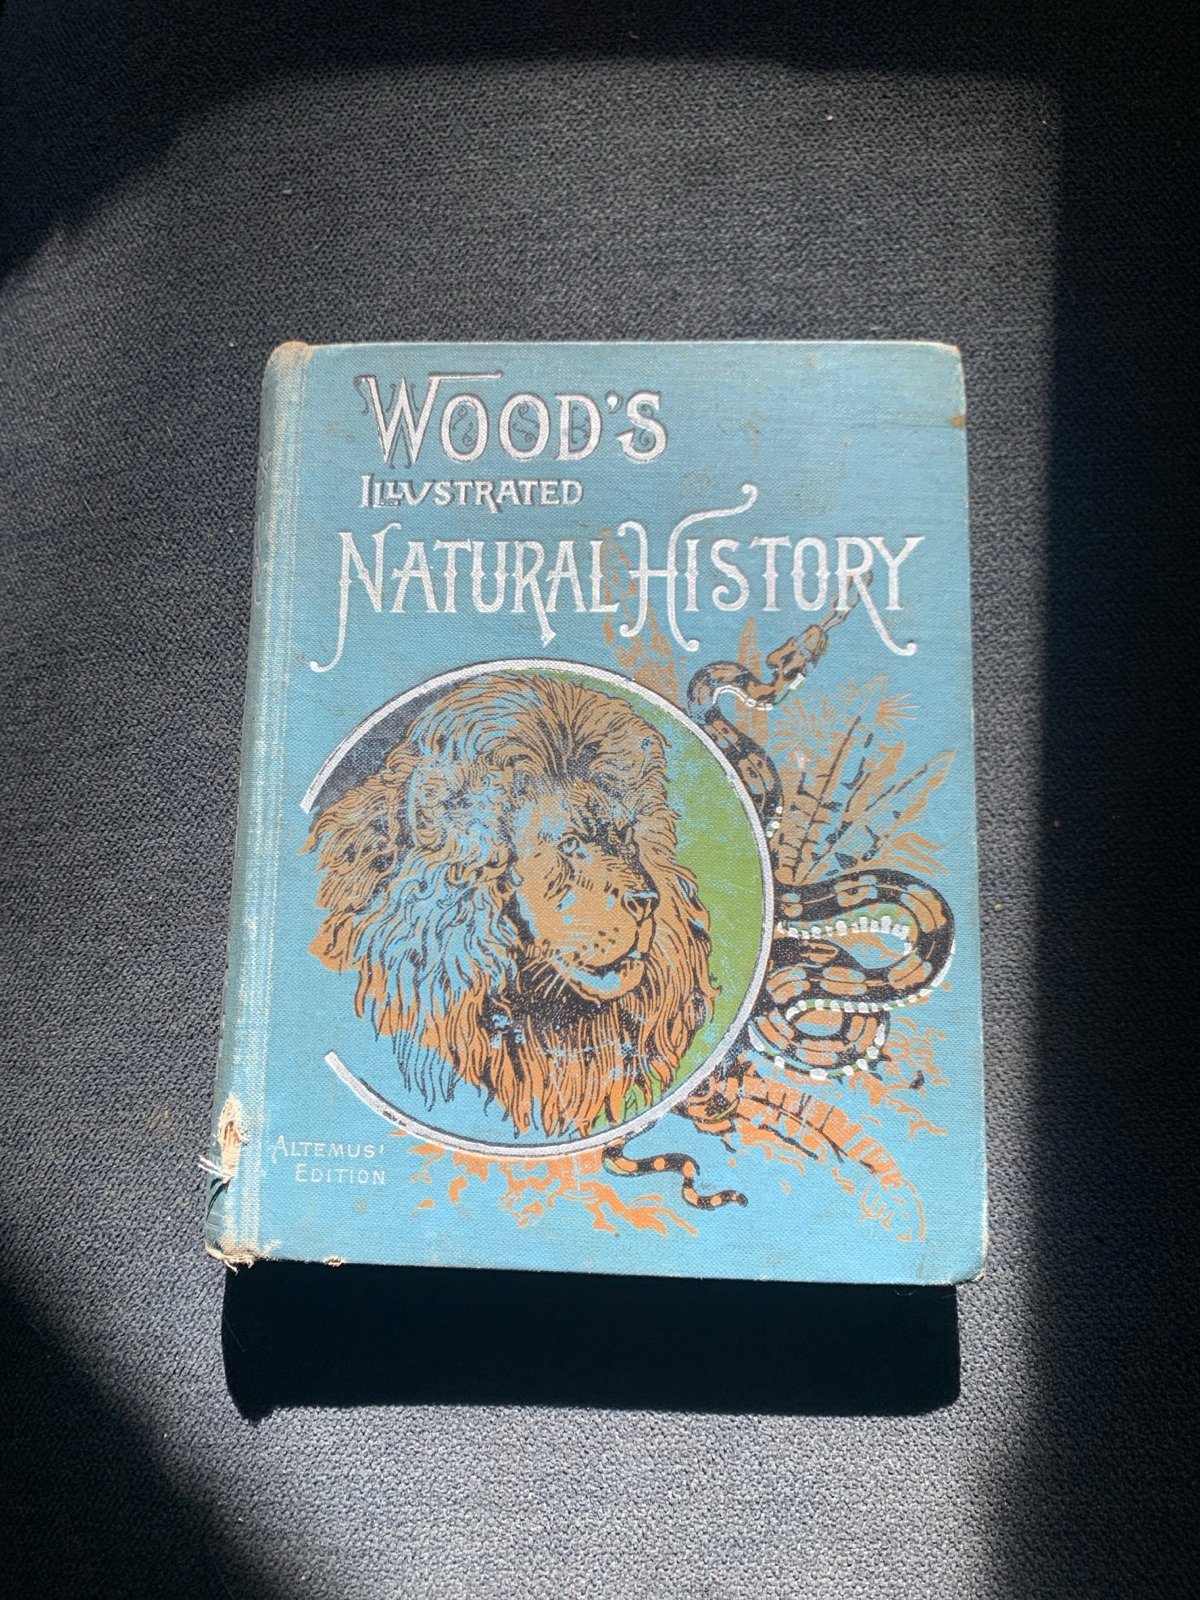 WOOD'S
ILLUSTRATED
NATURAL HISTORY
ALTEMUS'
EDITION